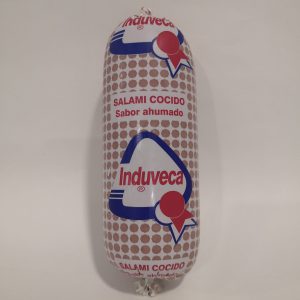 Induveca
®
SALAMI COCIDO
Sabor ahumado
Induveca
®
SALAMI COCIDO